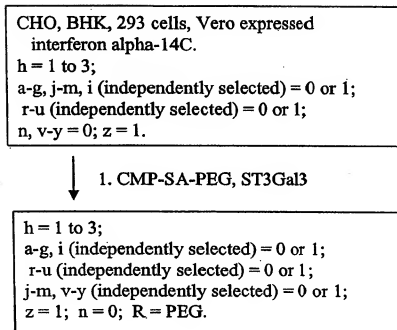 CHO, BHK, 293 cells, Vero expressed
interferon alpha-14C.
h = 1 to 3;
a-g, j-m, i (independently selected) = 0 or 1;
r-u (independently selected) = 0 or 1;
n, v-y = 0; z = 1.
1. CMP-SA-PEG, ST3Gal3
h = 1 to 3;
a-g, i (independently selected) = 0 or 1;
r-u (independently selected) = 0 or 1;
j-m, v-y (independently selected) = 0 or 1;
z = 1; n = 0; R = PEG.